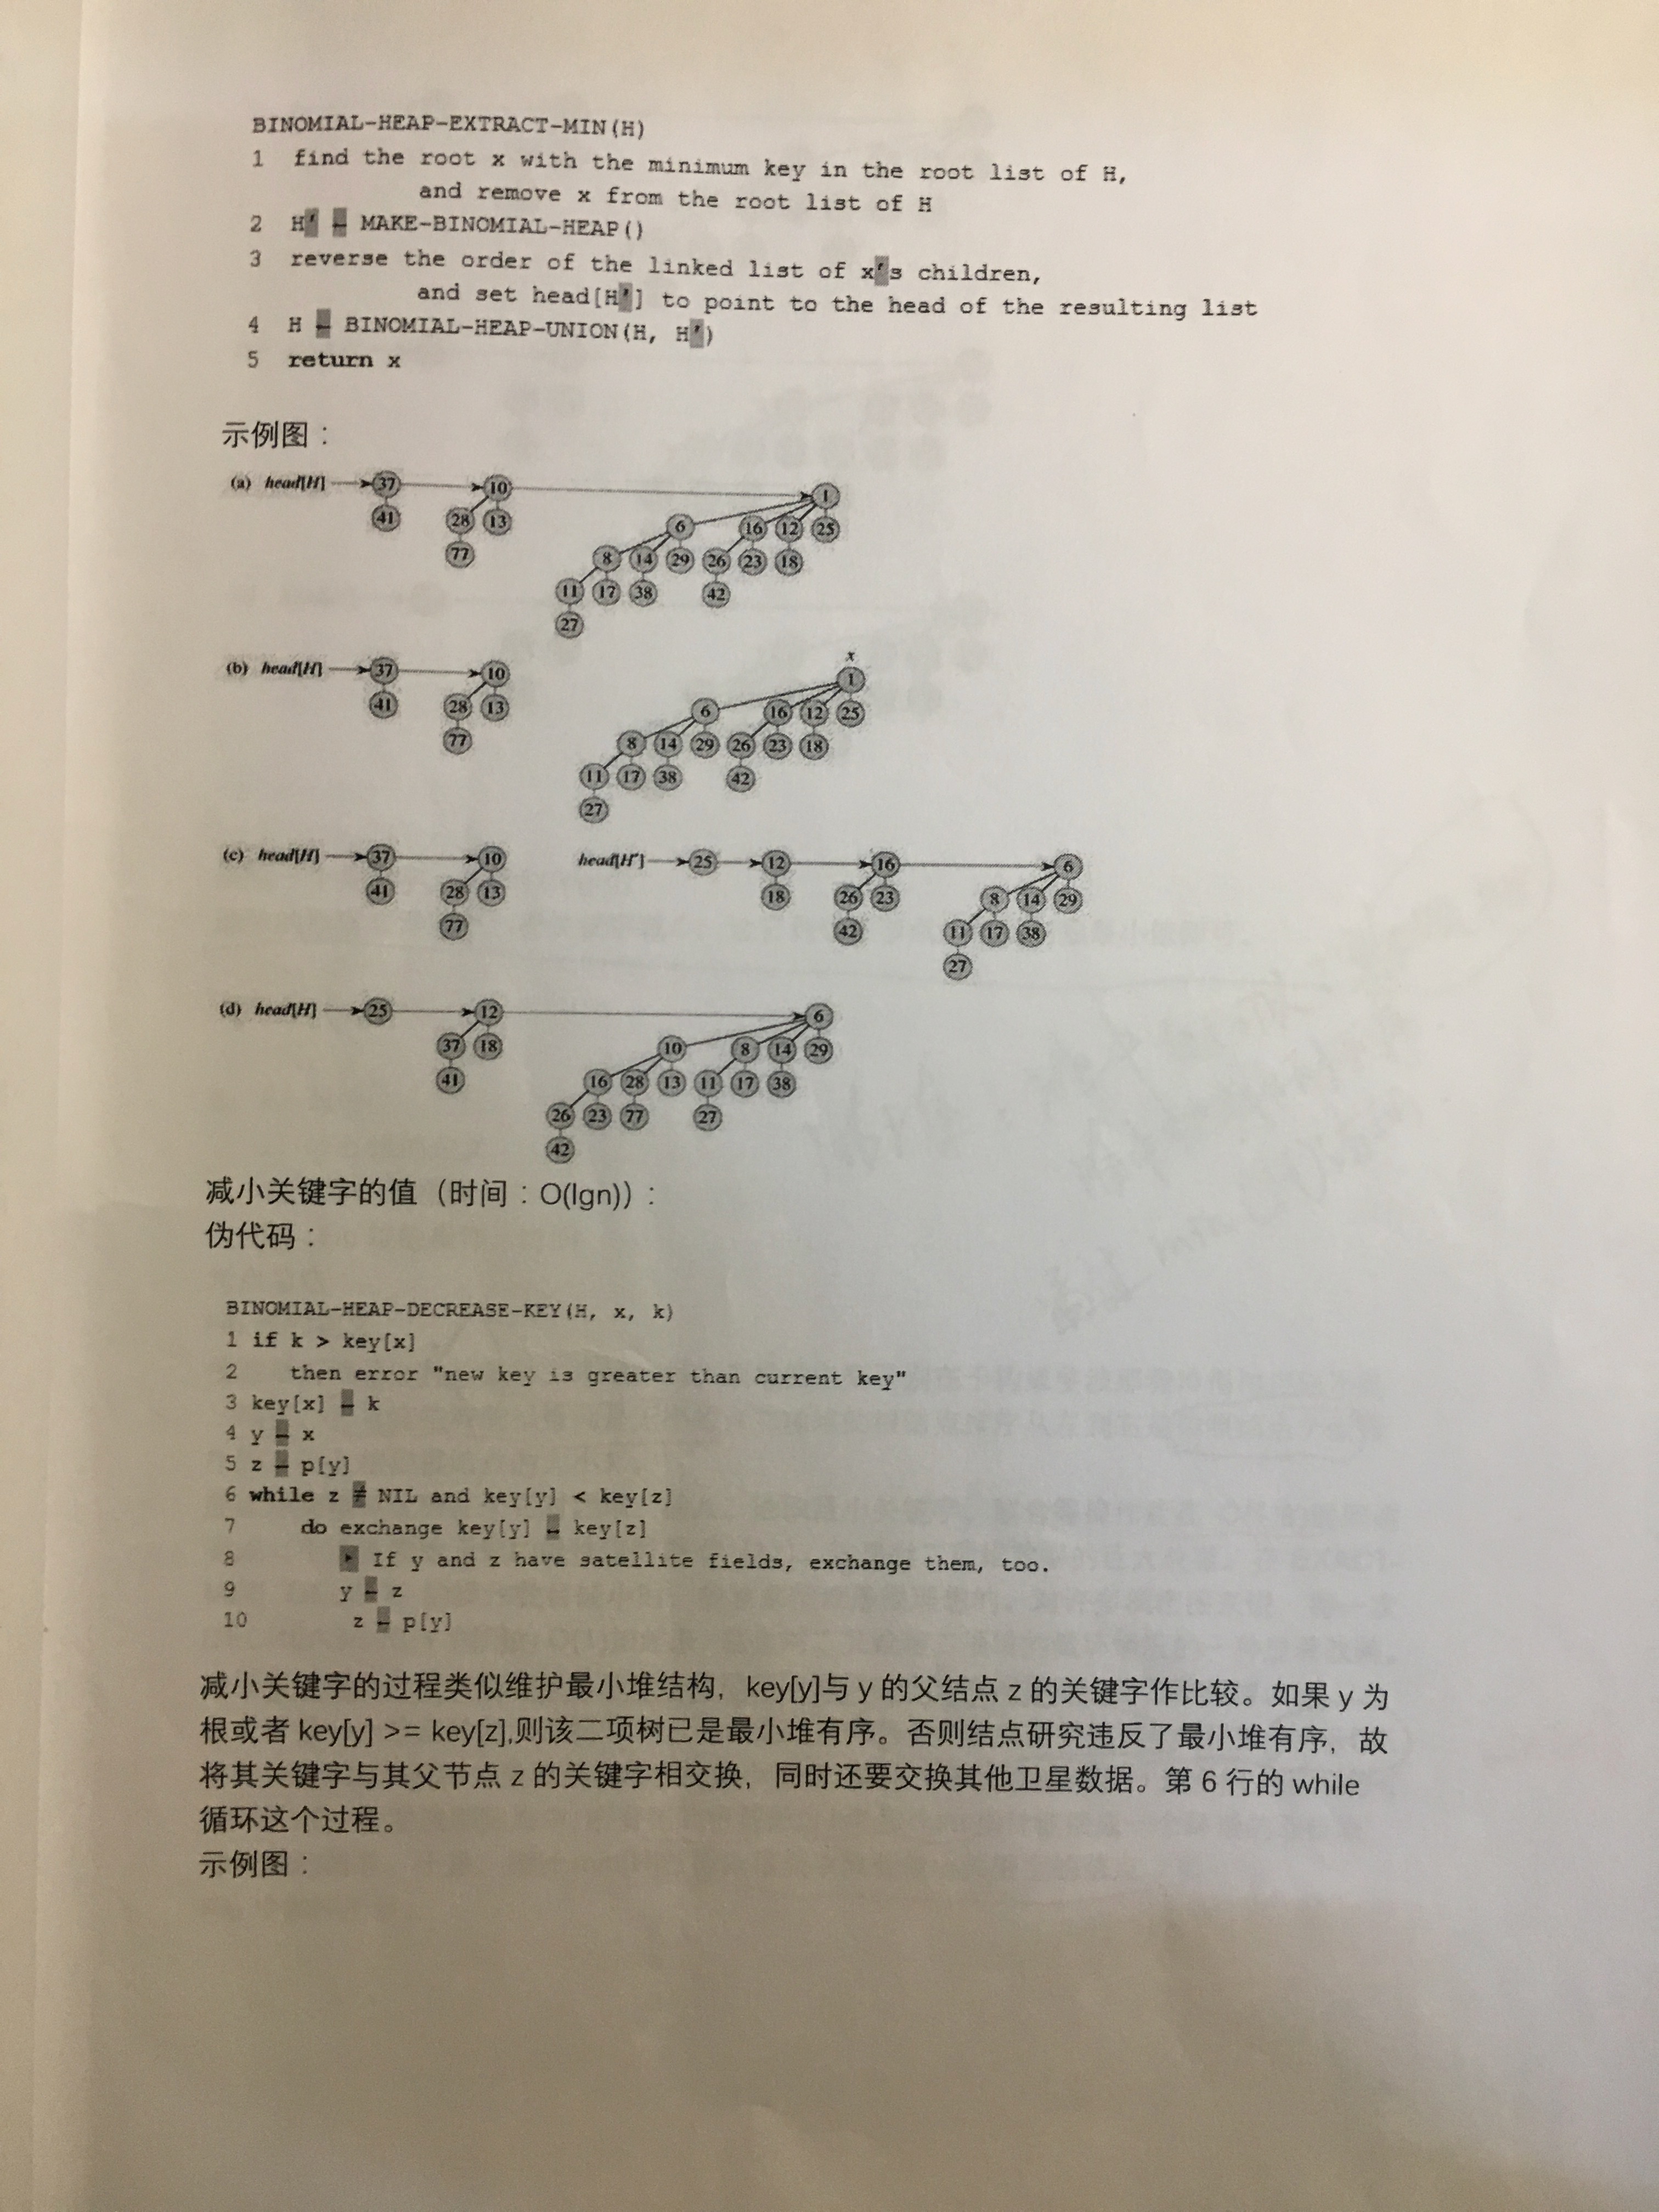 BINOMIAL-HEAP-EXTRACT-MIN(H)
1 find the root x with the minimum key in the root list of H,
and remove x from the root list of H
2 H' ← MAKE-BINOMIAL-HEAP()
3 reverse the order of the linked list of x's children,
and set head[H'] to point to the head of the resulting list
4 H ← BINOMIAL-HEAP-UNION(H, H')
5 return x
示例图：
(a) head[H] 37 10 1
41 28 13 6 16 12 25
77 8 14 29 26 23 18
11 17 38 42
27
x
(b) head[H] 37 10 1
41 28 13 6 16 12 25
77 8 14 29 26 23 18
11 17 38 42
27
(c) head[H] 37 10 head[H'] 25 12 16 6
41 28 13 18 26 23 8 14 29
77 42 11 17 38
27
(d) head[H] 25 12 6
37 18 10 8 14 29
41 16 28 13 11 17 38
26 23 77 27
42
减小关键字的值（时间：O(lgn)）：
伪代码：
BINOMIAL-HEAP-DECREASE-KEY(H, x, k)
1 if k > key[x]
2 then error "new key is greater than current key"
3 key[x] ← k
4 y ← x
5 z ← p[y]
6 while z ≠ NIL and key[y] < key[z]
7 do exchange key[y] ↔ key[z]
8 ▸ If y and z have satellite fields, exchange them, too.
9 y ← z
10 z ← p[y]
减小关键字的过程类似维护最小堆结构，key[y]与 y 的父结点 z 的关键字作比较。如果 y 为
根或者 key[y] >= key[z],则该二项树已是最小堆有序。否则结点研究违反了最小堆有序，故
将其关键字与其父节点 z 的关键字相交换，同时还要交换其他卫星数据。第 6 行的 while
循环这个过程。
示例图：